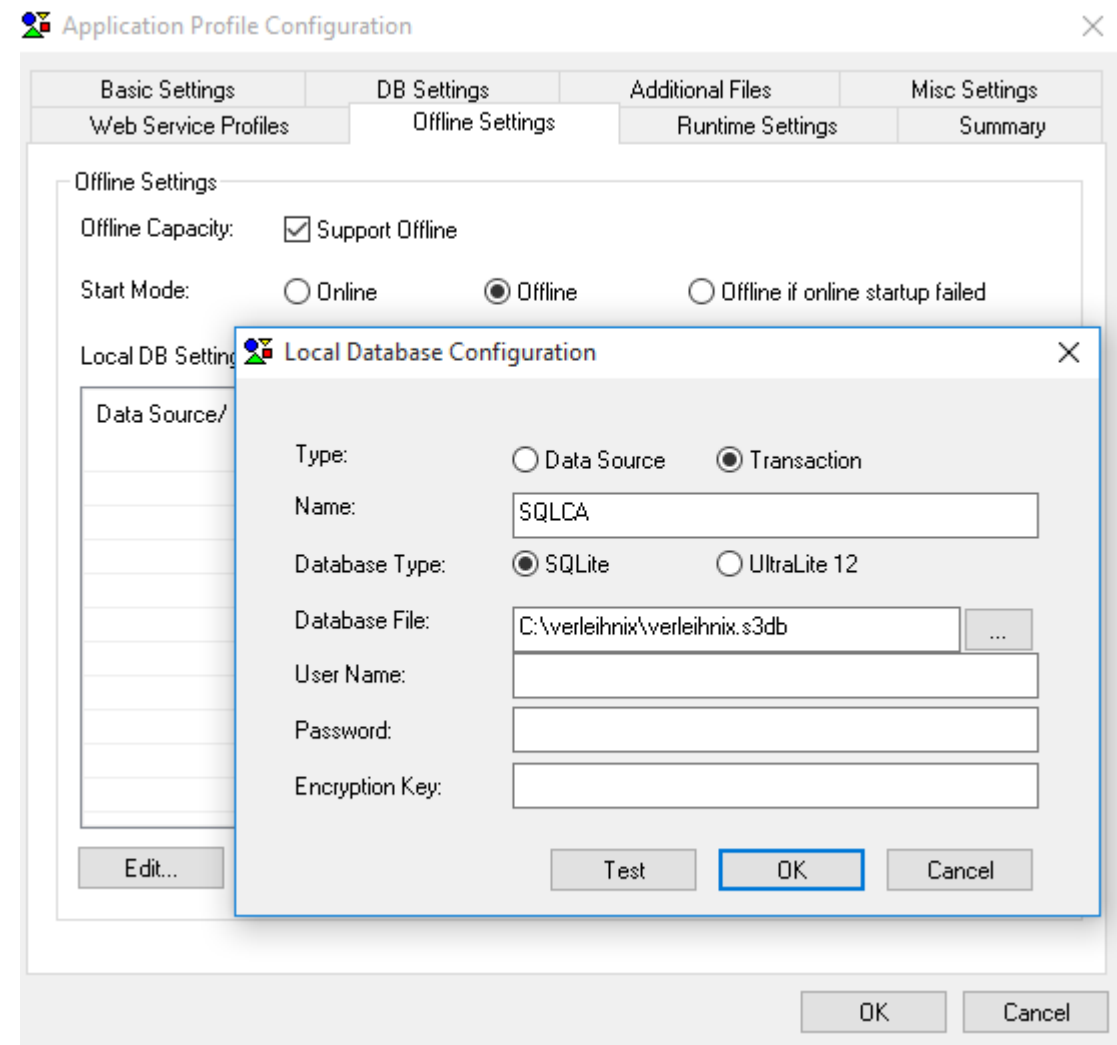 Application Profile Configuration
Basic Settings DB Settings Additional Files Misc Settings
Web Service Profiles Offline Settings Runtime Settings Summary
Offline Settings
Offline Capacity: Support Offline
Start Mode: Online Offline Offline if online startup failed
Local DB
Data Source/
Local Database Configuration
Type: Data Source Transaction
Name: SQLCA
Database Type: SQLite UltraLite 12
Database File: C:\verleihnix\verleihnix.s3db ...
User Name:
Password:
Encryption Key:
Test OK Cancel
Edit...
OK Cancel